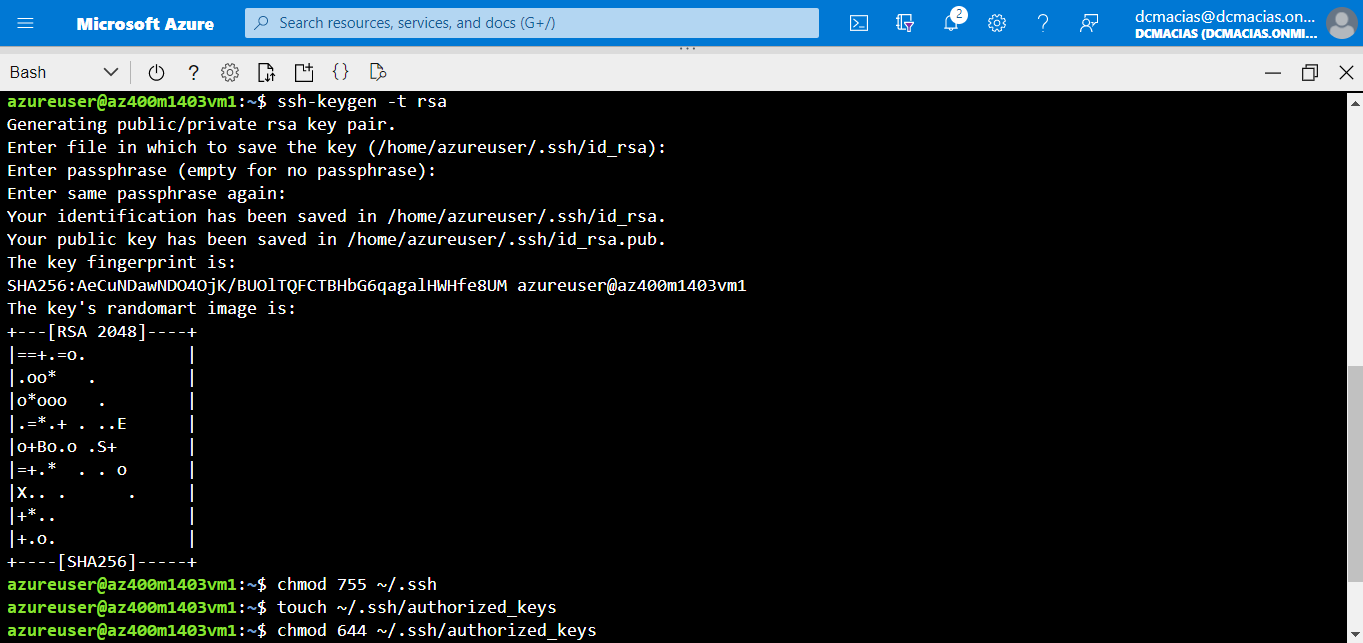 Microsoft Azure
Search resources, services, and docs (G+/)
2
dcmacias@dcmacias.on...
DCMACIAS (DCMACIAS.ONMI...
Bash
azureuser@az400m1403vm1:~$ ssh-keygen -t rsa
Generating public/private rsa key pair.
Enter file in which to save the key (/home/azureuser/.ssh/id_rsa):
Enter passphrase (empty for no passphrase):
Enter same passphrase again:
Your identification has been saved in /home/azureuser/.ssh/id_rsa.
Your public key has been saved in /home/azureuser/.ssh/id_rsa.pub.
The key fingerprint is:
SHA256:AeCuNDawNDO4OjK/BUOlTQFCTBHbG6qagalHWHfe8UM azureuser@az400m1403vm1
The key's randomart image is:
+---[RSA 2048]----+
|==+.=o.          |
|.oo*   .         |
|o*ooo   .        |
|.=*.+ . ..E      |
|o+Bo.o .S+       |
|=+.*  . . o      |
|X.. .      .     |
|+*..             |
|+.o.             |
+----[SHA256]-----+
azureuser@az400m1403vm1:~$ chmod 755 ~/.ssh
azureuser@az400m1403vm1:~$ touch ~/.ssh/authorized_keys
azureuser@az400m1403vm1:~$ chmod 644 ~/.ssh/authorized_keys